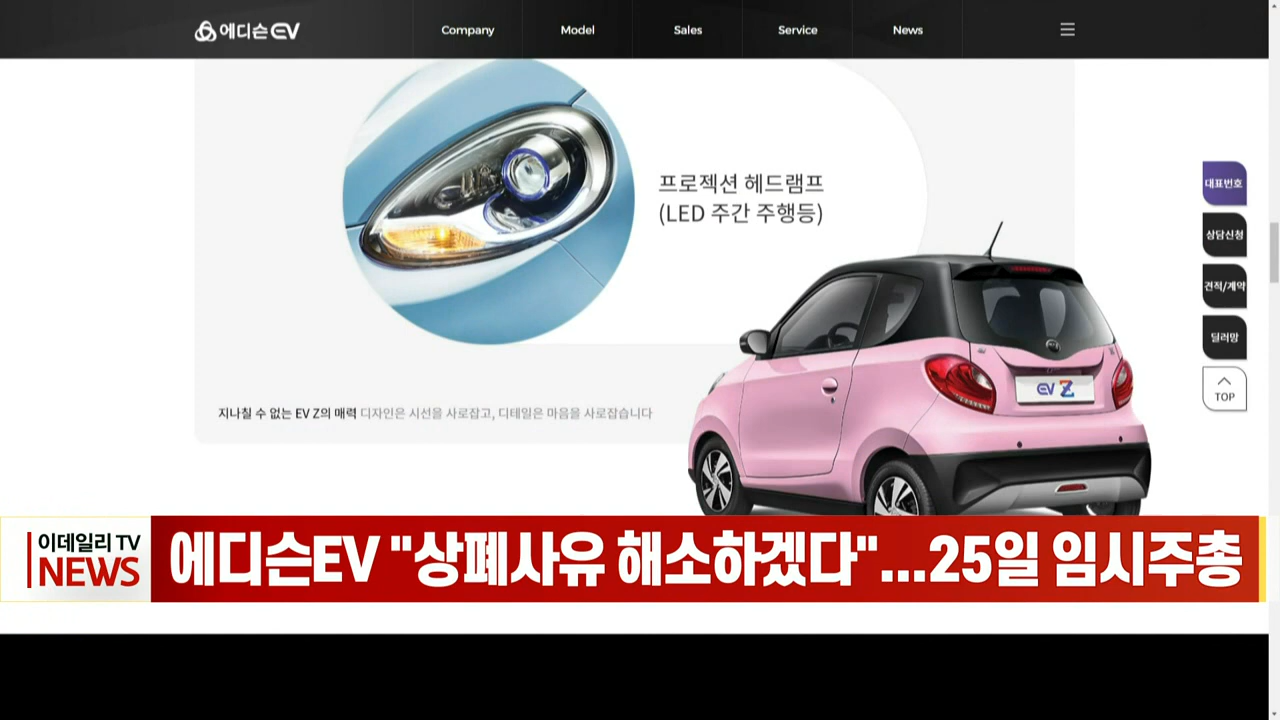 에디슨EV
Company
Model
Sales
Service
News
프로젝션 헤드램프
(LED 주간 주행등)
대표번호
상담신청
견적/계약
딜러망
TOP
EV Z
지나칠 수 없는 EV Z의 매력 디자인은 시선을 사로잡고, 디테일은 마음을 사로잡습니다
이데일리 TV
NEWS
에디슨EV "상폐사유 해소하겠다"...25일 임시주총